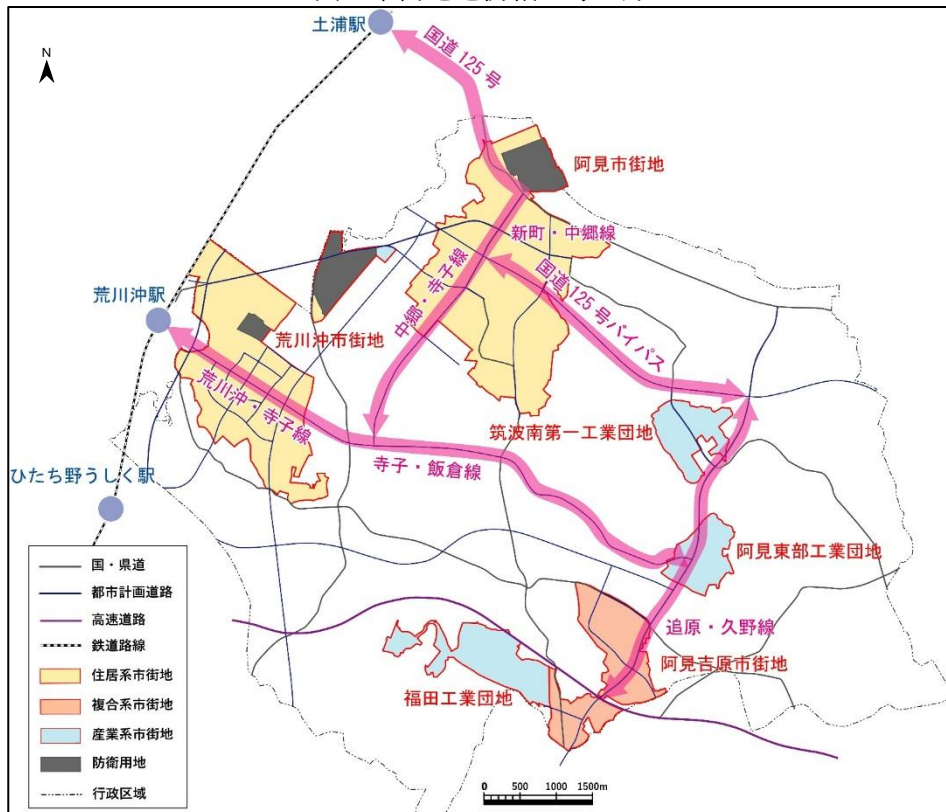 土浦駅
国道125号
N
阿見市街地
新町・中郷線
中郷・寺子線
国道125号バイパス
荒川沖駅
荒川沖市街地
荒川沖・寺子線
筑波南第一工業団地
寺子・飯倉線
ひたち野うしく駅
阿見東部工業団地
追原・久野線
阿見吉原市街地
福田工業団地
国・県道
都市計画道路
高速道路
鉄道路線
住居系市街地
複合系市街地
産業系市街地
防衛用地
行政区域
0 500 1000 1500m